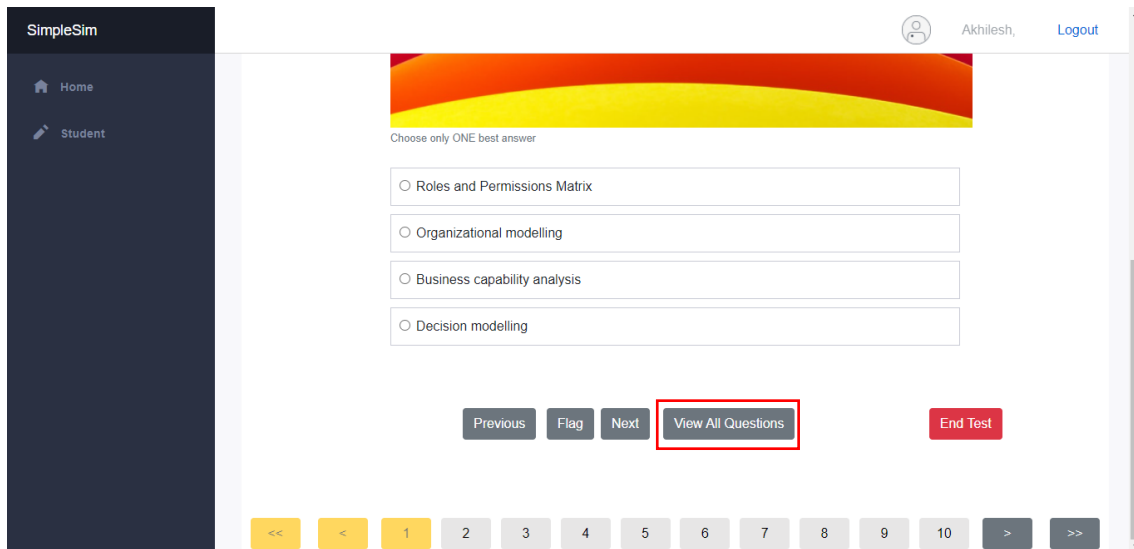 SimpleSim
Akhilesh,
Logout
Home
Student
Choose only ONE best answer
Roles and Permissions Matrix
Organizational modelling
Business capability analysis
Decision modelling
Previous Flag Next View All Questions End Test
<< < 1 2 3 4 5 6 7 8 9 10 > >>